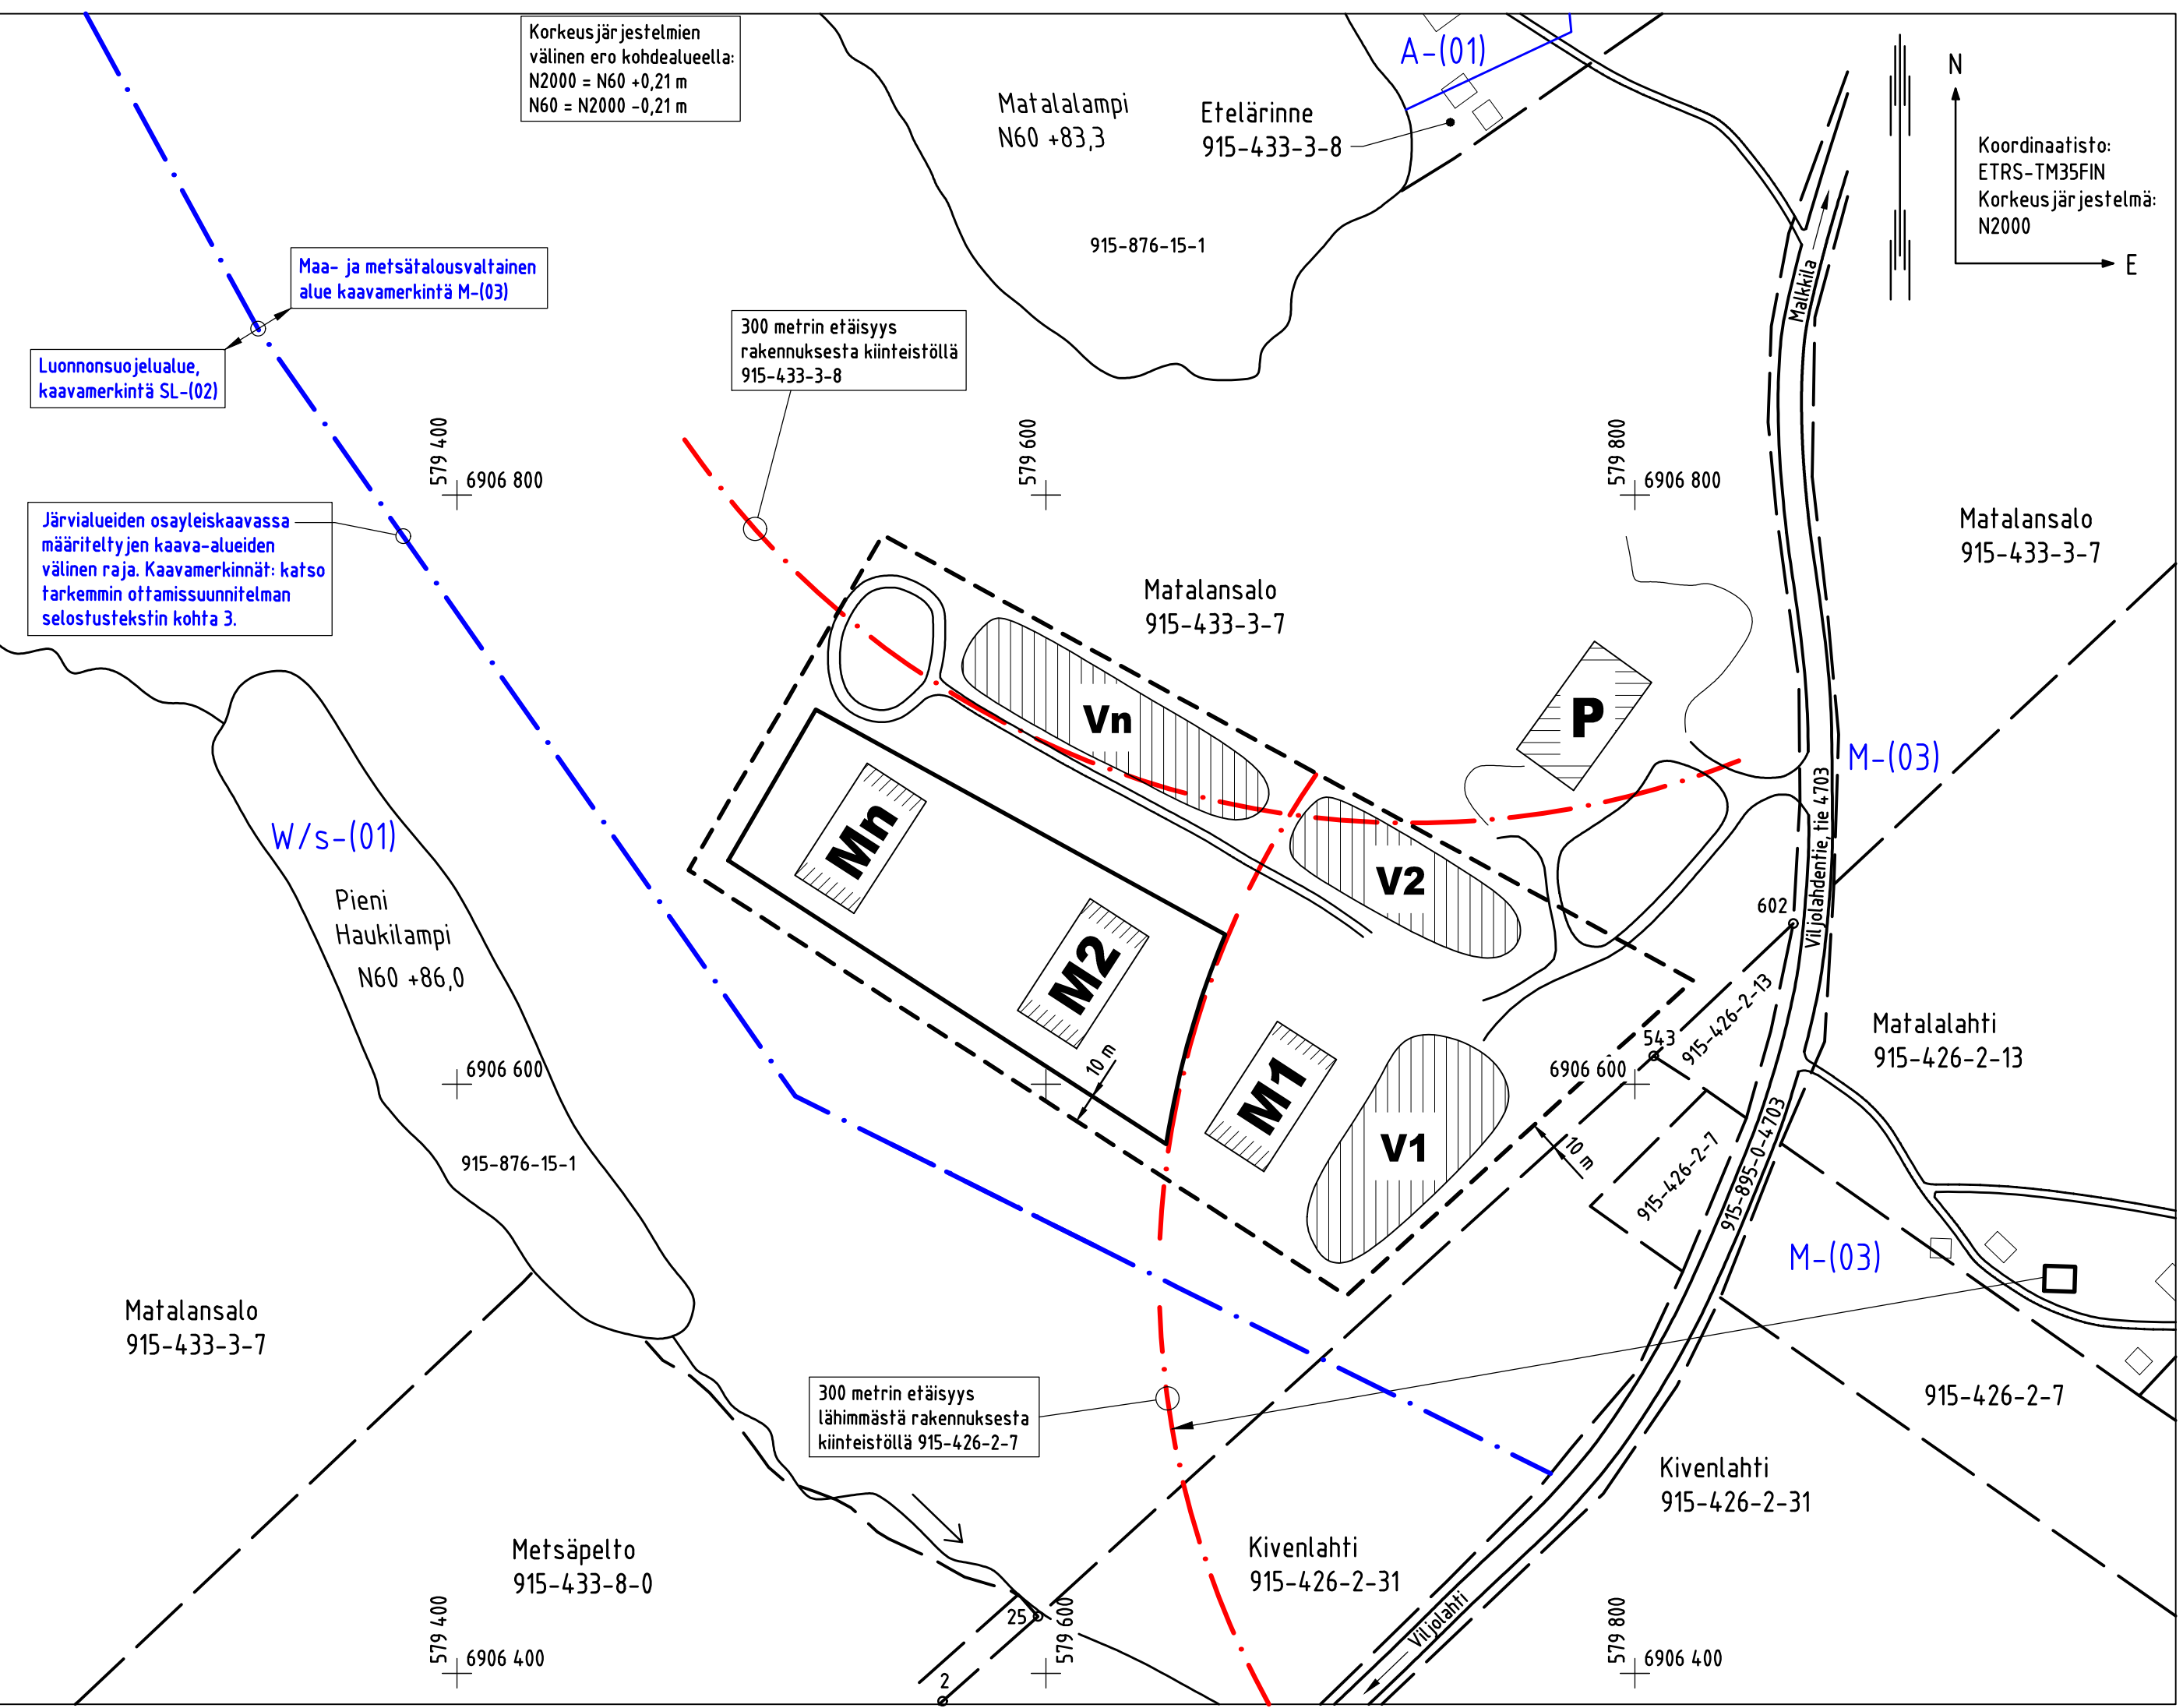 Korkeusjärjestelmien
välinen ero kohdealueella:
N2000 = N60 +0,21 m
N60 = N2000 -0,21 m
Matalalampi
N60 +83,3
915-876-15-1
A-(01)
Etelärinne
915-433-3-8
N
E
Koordinaatisto:
ETRS-TM35FIN
Korkeusjärjestelmä:
N2000
Malkkila
Maa- ja metsätalousvaltainen
alue kaavamerkintä M-(03)
Luonnonsuojelualue,
kaavamerkintä SL-(02)
300 metrin etäisyys
rakennuksesta kiinteistöllä
915-433-3-8
579 400
6906 800
579 600
579 800
6906 800
Järvialueiden osayleiskaavassa
määriteltyjen kaava-alueiden
välinen raja. Kaavamerkinnät: katso
tarkemmin ottamissuunnitelman
selostustekstin kohta 3.
Matalansalo
915-433-3-7
Matalansalo
915-433-3-7
Vn
P
M-(03)
Viljolahdentie, tie 4703
W/s-(01)
Pieni
Haukilampi
N60 +86,0
Mn
V2
M2
602
543
915-426-2-13
Matalalahti
915-426-2-13
6906 600
6906 600
10 m
M1
V1
10 m
915-426-2-7
915-895-0-4703
915-876-15-1
M-(03)
Matalansalo
915-433-3-7
300 metrin etäisyys
lähimmästä rakennuksesta
kiinteistöllä 915-426-2-7
915-426-2-7
Kivenlahti
915-426-2-31
Metsäpelto
915-433-8-0
Kivenlahti
915-426-2-31
Viljolahti
25
2
579 400
6906 400
579 600
579 800
6906 400